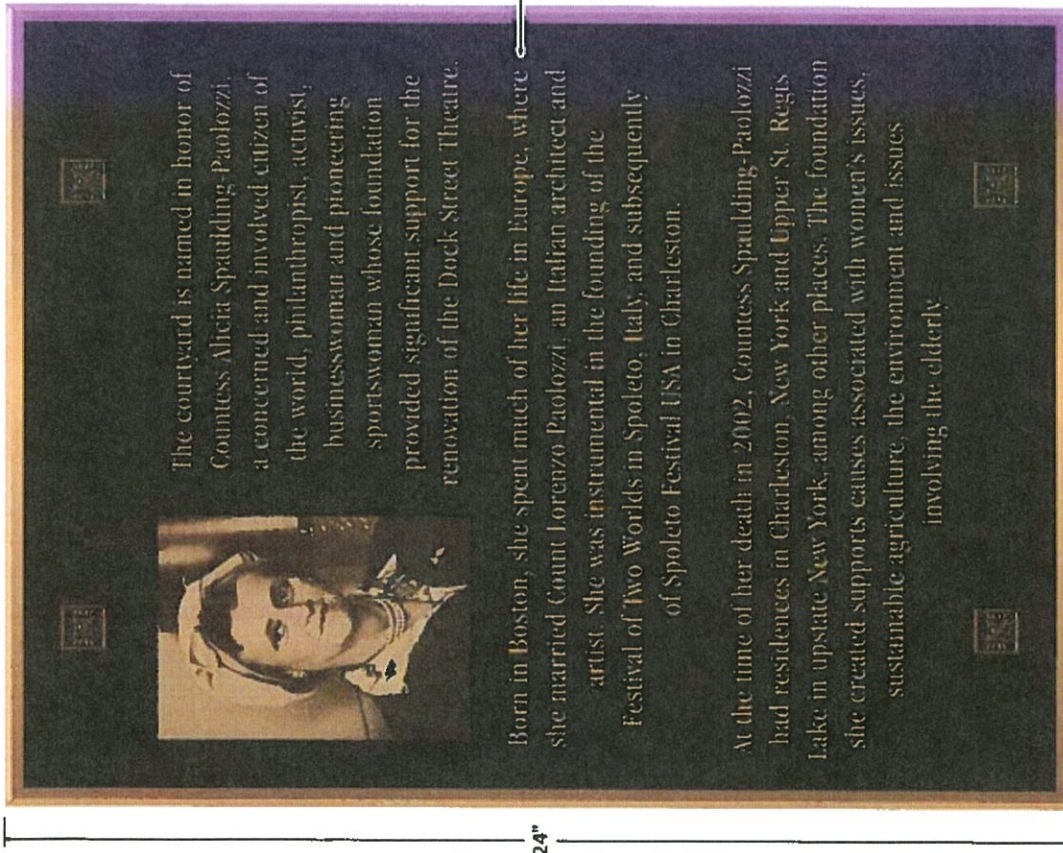 The courtyard is named in honor of
Countess Alicia Spaulding-Paolozzi,
a concerned and involved citizen of
the world, philanthropist, activist,
businesswoman and pioneering
sportswoman whose foundation
provided significant support for the
renovation of the Dock Street Theatre.
Born in Boston, she spent much of her life in Europe, where
she married Count Lorenzo Paolozzi, an Italian architect and
artist. She was instrumental in the founding of the
Festival of Two Worlds in Spoleto, Italy, and subsequently
of Spoleto Festival USA in Charleston.
At the time of her death in 2002, Countess Spaulding-Paolozzi
had residences in Charleston, New York and Upper St. Regis
Lake in upstate New York, among other places. The foundation
she created supports causes associated with women's issues,
sustainable agriculture, the environment and issues
involving the elderly.
24"